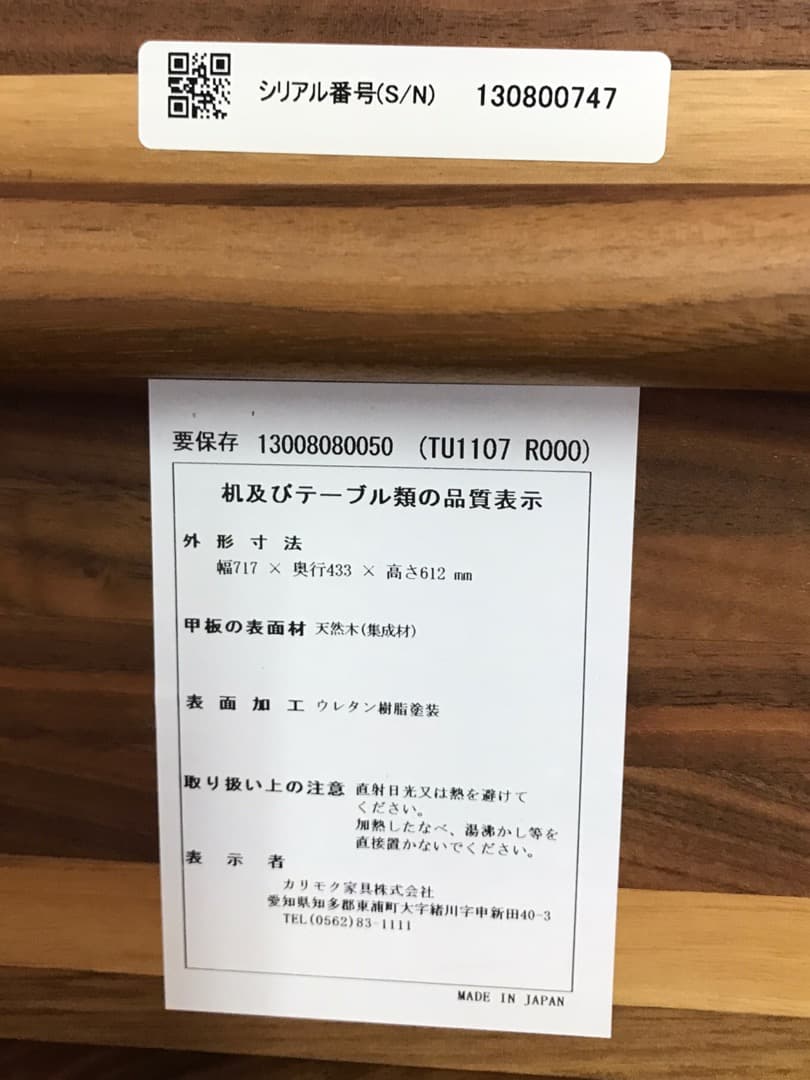 シリアル番号(S/N) 130800747
要保存 13008080050 (TU1107 R000)
机及びテーブル類の品質表示
外形寸法
幅717 × 奥行433 × 高さ612 mm
甲板の表面材 天然木(集成材)
表面加工 ウレタン樹脂塗装
取り扱い上の注意 直射日光又は熱を避けて
ください。
加熱したなべ、湯沸かし等を
直接置かないでください。
表示者
カリモク家具株式会社
愛知県知多郡東浦町大字緒川字申新田40-3
TEL(0562)83-1111
MADE IN JAPAN